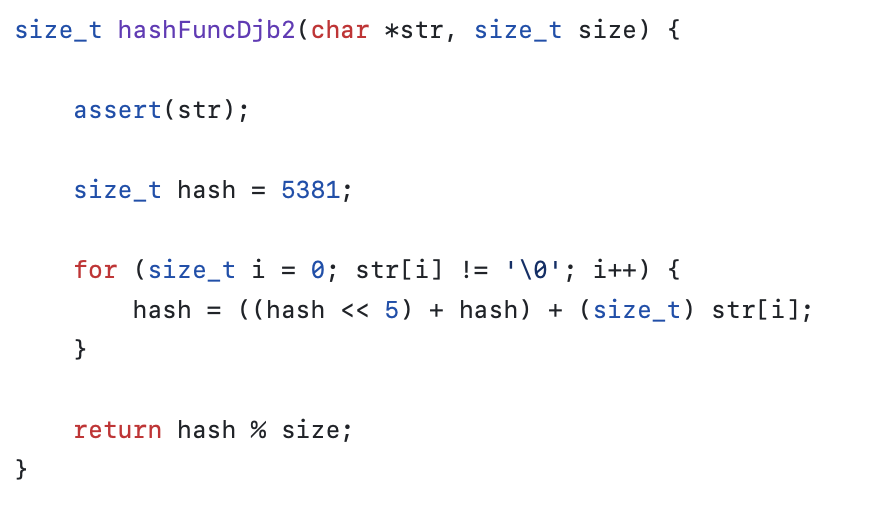 size_t hashFuncDjb2(char *str, size_t size) {
assert(str);
size_t hash = 5381;
for (size_t i = 0; str[i] != '\0'; i++) {
hash = ((hash << 5) + hash) + (size_t) str[i];
}
return hash % size;
}